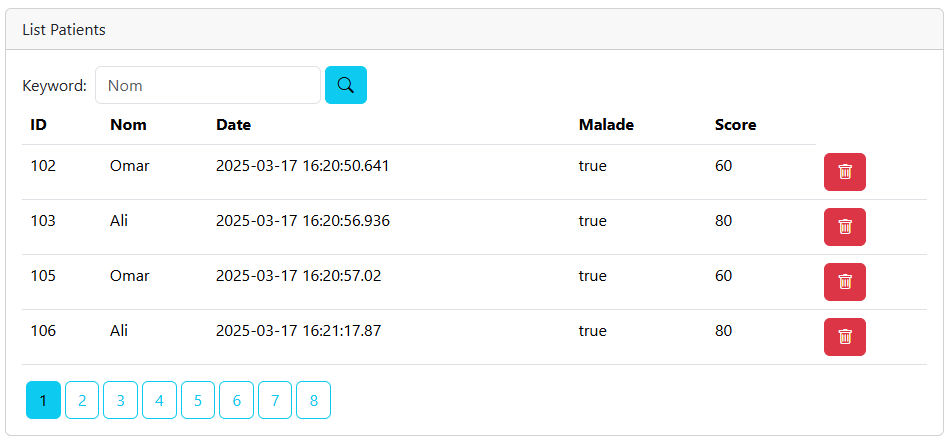 List Patients
Keyword: Nom
ID Nom Date Malade Score
102 Omar 2025-03-17 16:20:50.641 true 60
103 Ali 2025-03-17 16:20:56.936 true 80
105 Omar 2025-03-17 16:20:57.02 true 60
106 Ali 2025-03-17 16:21:17.87 true 80
1 2 3 4 5 6 7 8